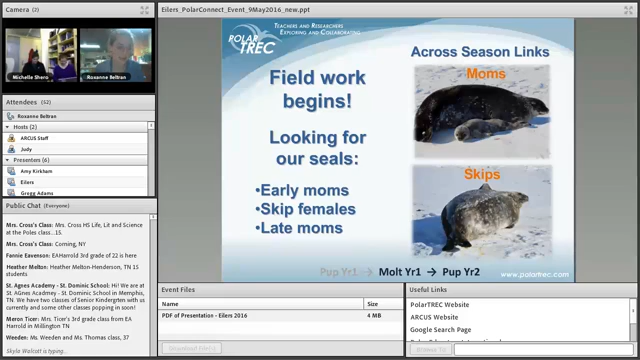 Camera (2)
Michelle Shero
Roxanne Beltran
Attendees (52)
Roxanne Beltran
Hosts (2)
ARCUS Staff
Judy
Presenters (6)
Amy Kirkham
Eilers
Gregg Adams
Public Chat (Everyone)
Mrs. Cross's Class: Mrs. Cross HS Life, Lit and Science
at the Poles class...15.
Mrs. Cross's Class: Corning, NY
Fannie Eavenson: EAHarrold 3rd grade of 22 is here
Heather Melton: Heather Melton-Henderson, TN 15
students
St. Agnes Academy - St. Dominic School: Hi! We are at
St. AGnes Acadmey - St. Dominic in Memphis,
TN. We have two classes of Senior Kindergrten with us
currently and some other classes popping in soon!
Meron Ticer: Mrs. Ticer's 3rd grade class from EA
Harrold in Millington TN
Weeden: Ms. Weeden and Ms. Thomas class, 37
Skyla Walcott is typing...
Eilers_PolarConnect_Event_9May2016_new.ppt
TEACHERS AND RESEARCHERS
EXPLORING AND COLLABORATING
POLAR
TREC
Field work
begins!
Looking for
our seals:
•Early moms
•Skip females
•Late moms
Across Season Links
Moms
Skips
Pup Yr1 → Molt Yr1 → Pup Yr2
www.polartrec.com
Event Files
Name
Size
PDF of Presentation - Eilers 2016
4 MB
Download File(s)
Useful Links
PolarTREC Website
ARCUS Website
Google Search Page
Browse To